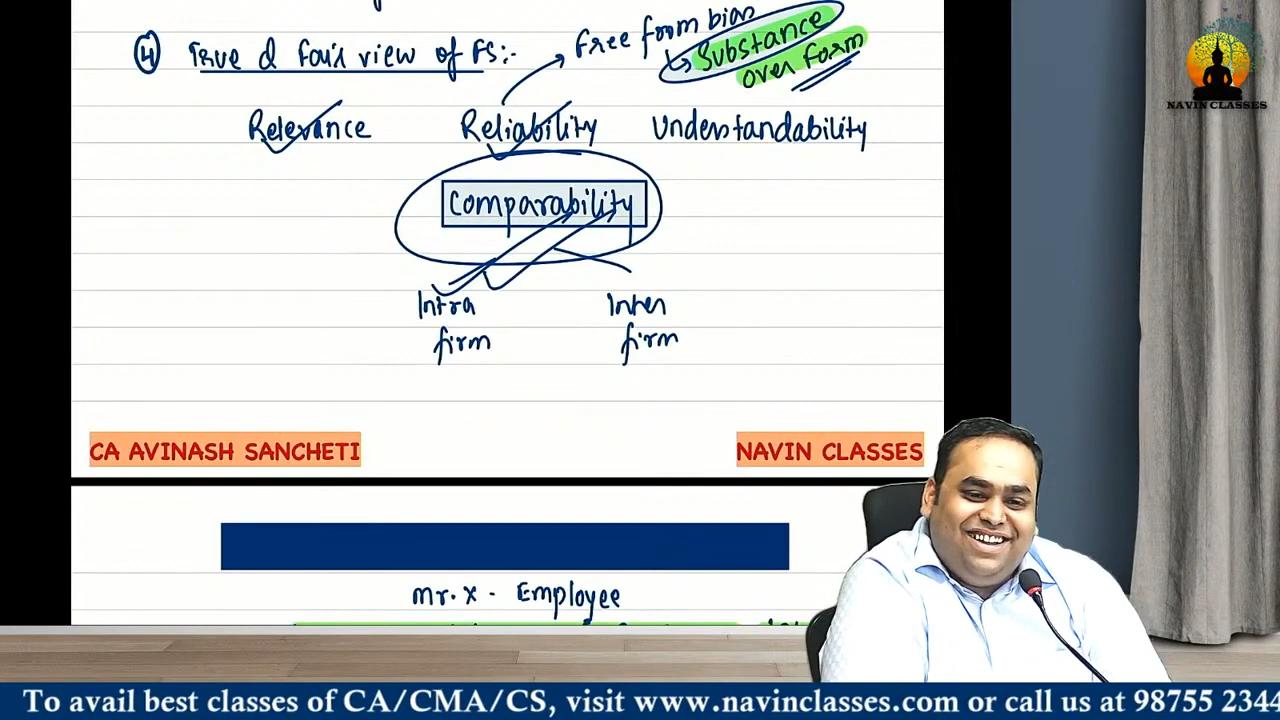 ④ True & fair view of FS:-
Free from bias
↳ Substance
over form
NAVIN CLASSES
Relevance Reliability Understandability
Comparability
Intra Inter
firm firm
CA AVINASH SANCHETI NAVIN CLASSES
mr. x - Employee
To avail best classes of CA/CMA/CS, visit www.navinclasses.com or call us at 98755 2344